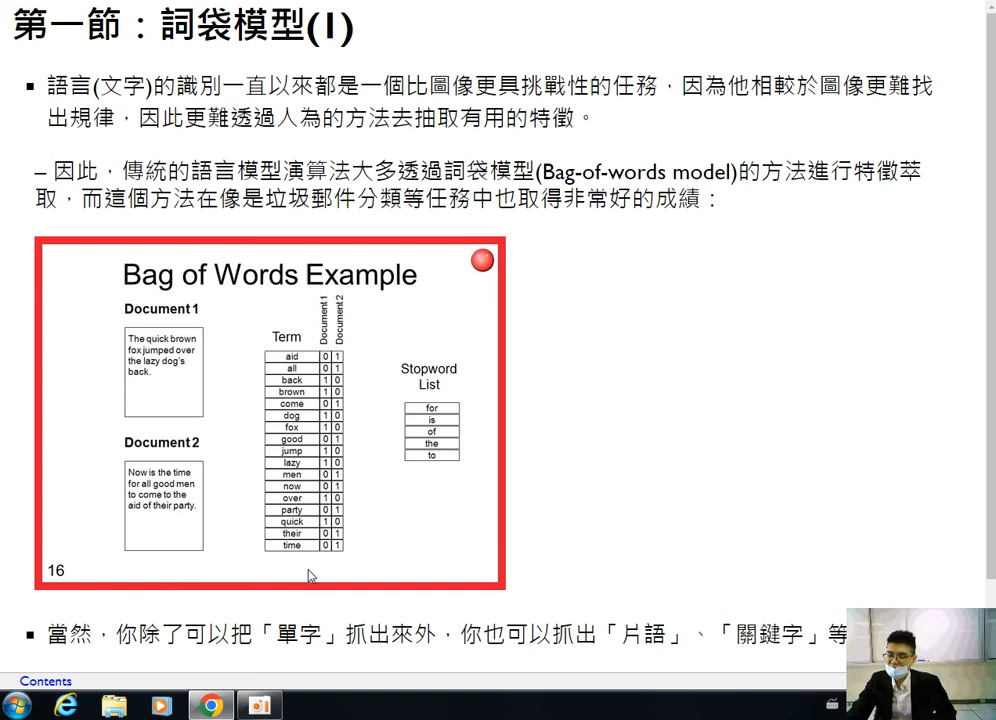 第一節：詞袋模型(1)
▪ 語言(文字)的識別一直以來都是一個比圖像更具挑戰性的任務，因為他相較於圖像更難找
出規律，因此更難透過人為的方法去抽取有用的特徵。
– 因此，傳統的語言模型演算法大多透過詞袋模型(Bag-of-words model)的方法進行特徵萃
取，而這個方法在像是垃圾郵件分類等任務中也取得非常好的成績：
Bag of Words Example
Document 1
The quick brown
fox jumped over
the lazy dog's
back.
Document 2
Now is the time
for all good men
to come to the
aid of their party.
Term Document 1 Document 2
aid 0 1
all 0 1
back 1 0
brown 1 0
come 0 1
dog 1 0
fox 1 0
good 0 1
jump 1 0
lazy 1 0
men 0 1
now 0 1
over 1 0
party 0 1
quick 1 0
their 0 1
time 0 1
Stopword
List
for
is
of
the
to
16
▪ 當然，你除了可以把「單字」抓出來外，你也可以抓出「片語」、「關鍵字」等
Contents